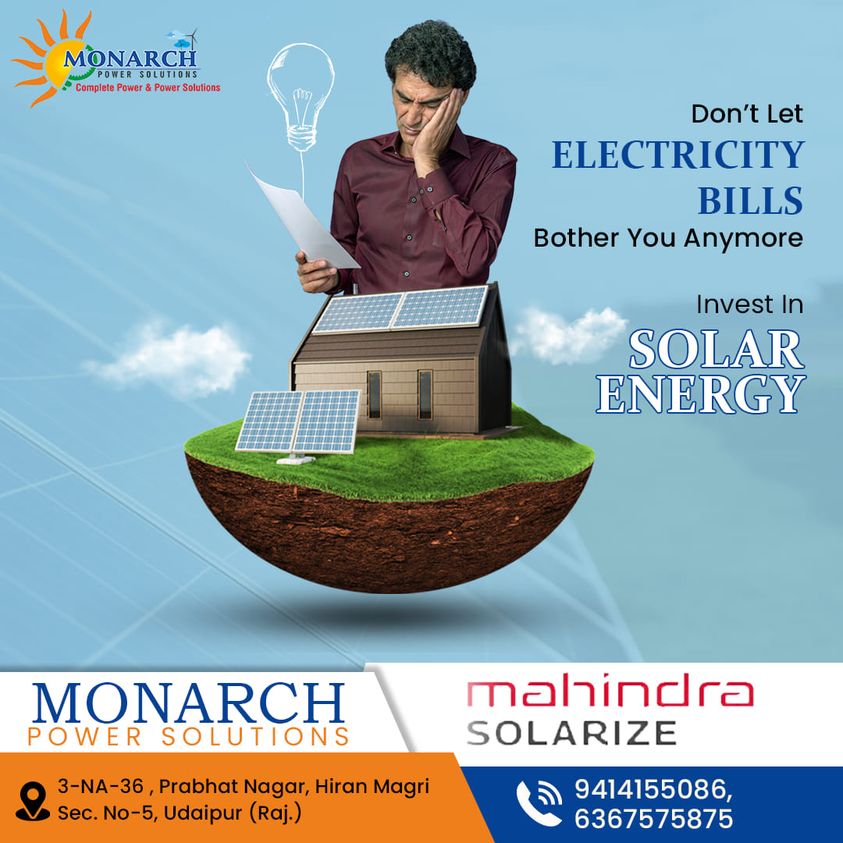 MONARCH
POWER SOLUTIONS
Complete Power & Power Solutions
Don't Let
ELECTRICITY
BILLS
Bother You Anymore
Invest In
SOLAR
ENERGY
MONARCH
POWER SOLUTIONS
mahindra
SOLARIZE
3-NA-36 , Prabhat Nagar, Hiran Magri
Sec. No-5, Udaipur (Raj.)
9414155086,
6367575875